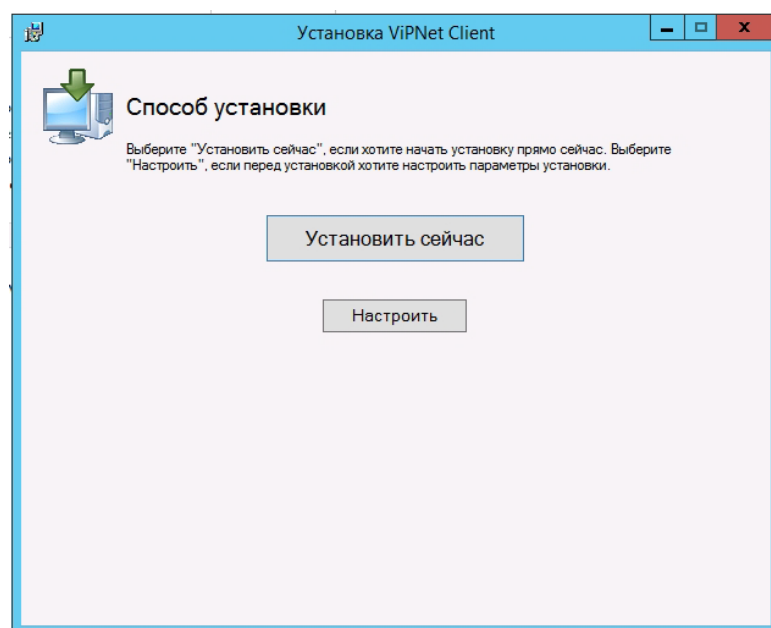 Установка ViPNet Client
Способ установки
Выберите "Установить сейчас", если хотите начать установку прямо сейчас. Выберите
"Настроить", если перед установкой хотите настроить параметры установки.
Установить сейчас
Настроить